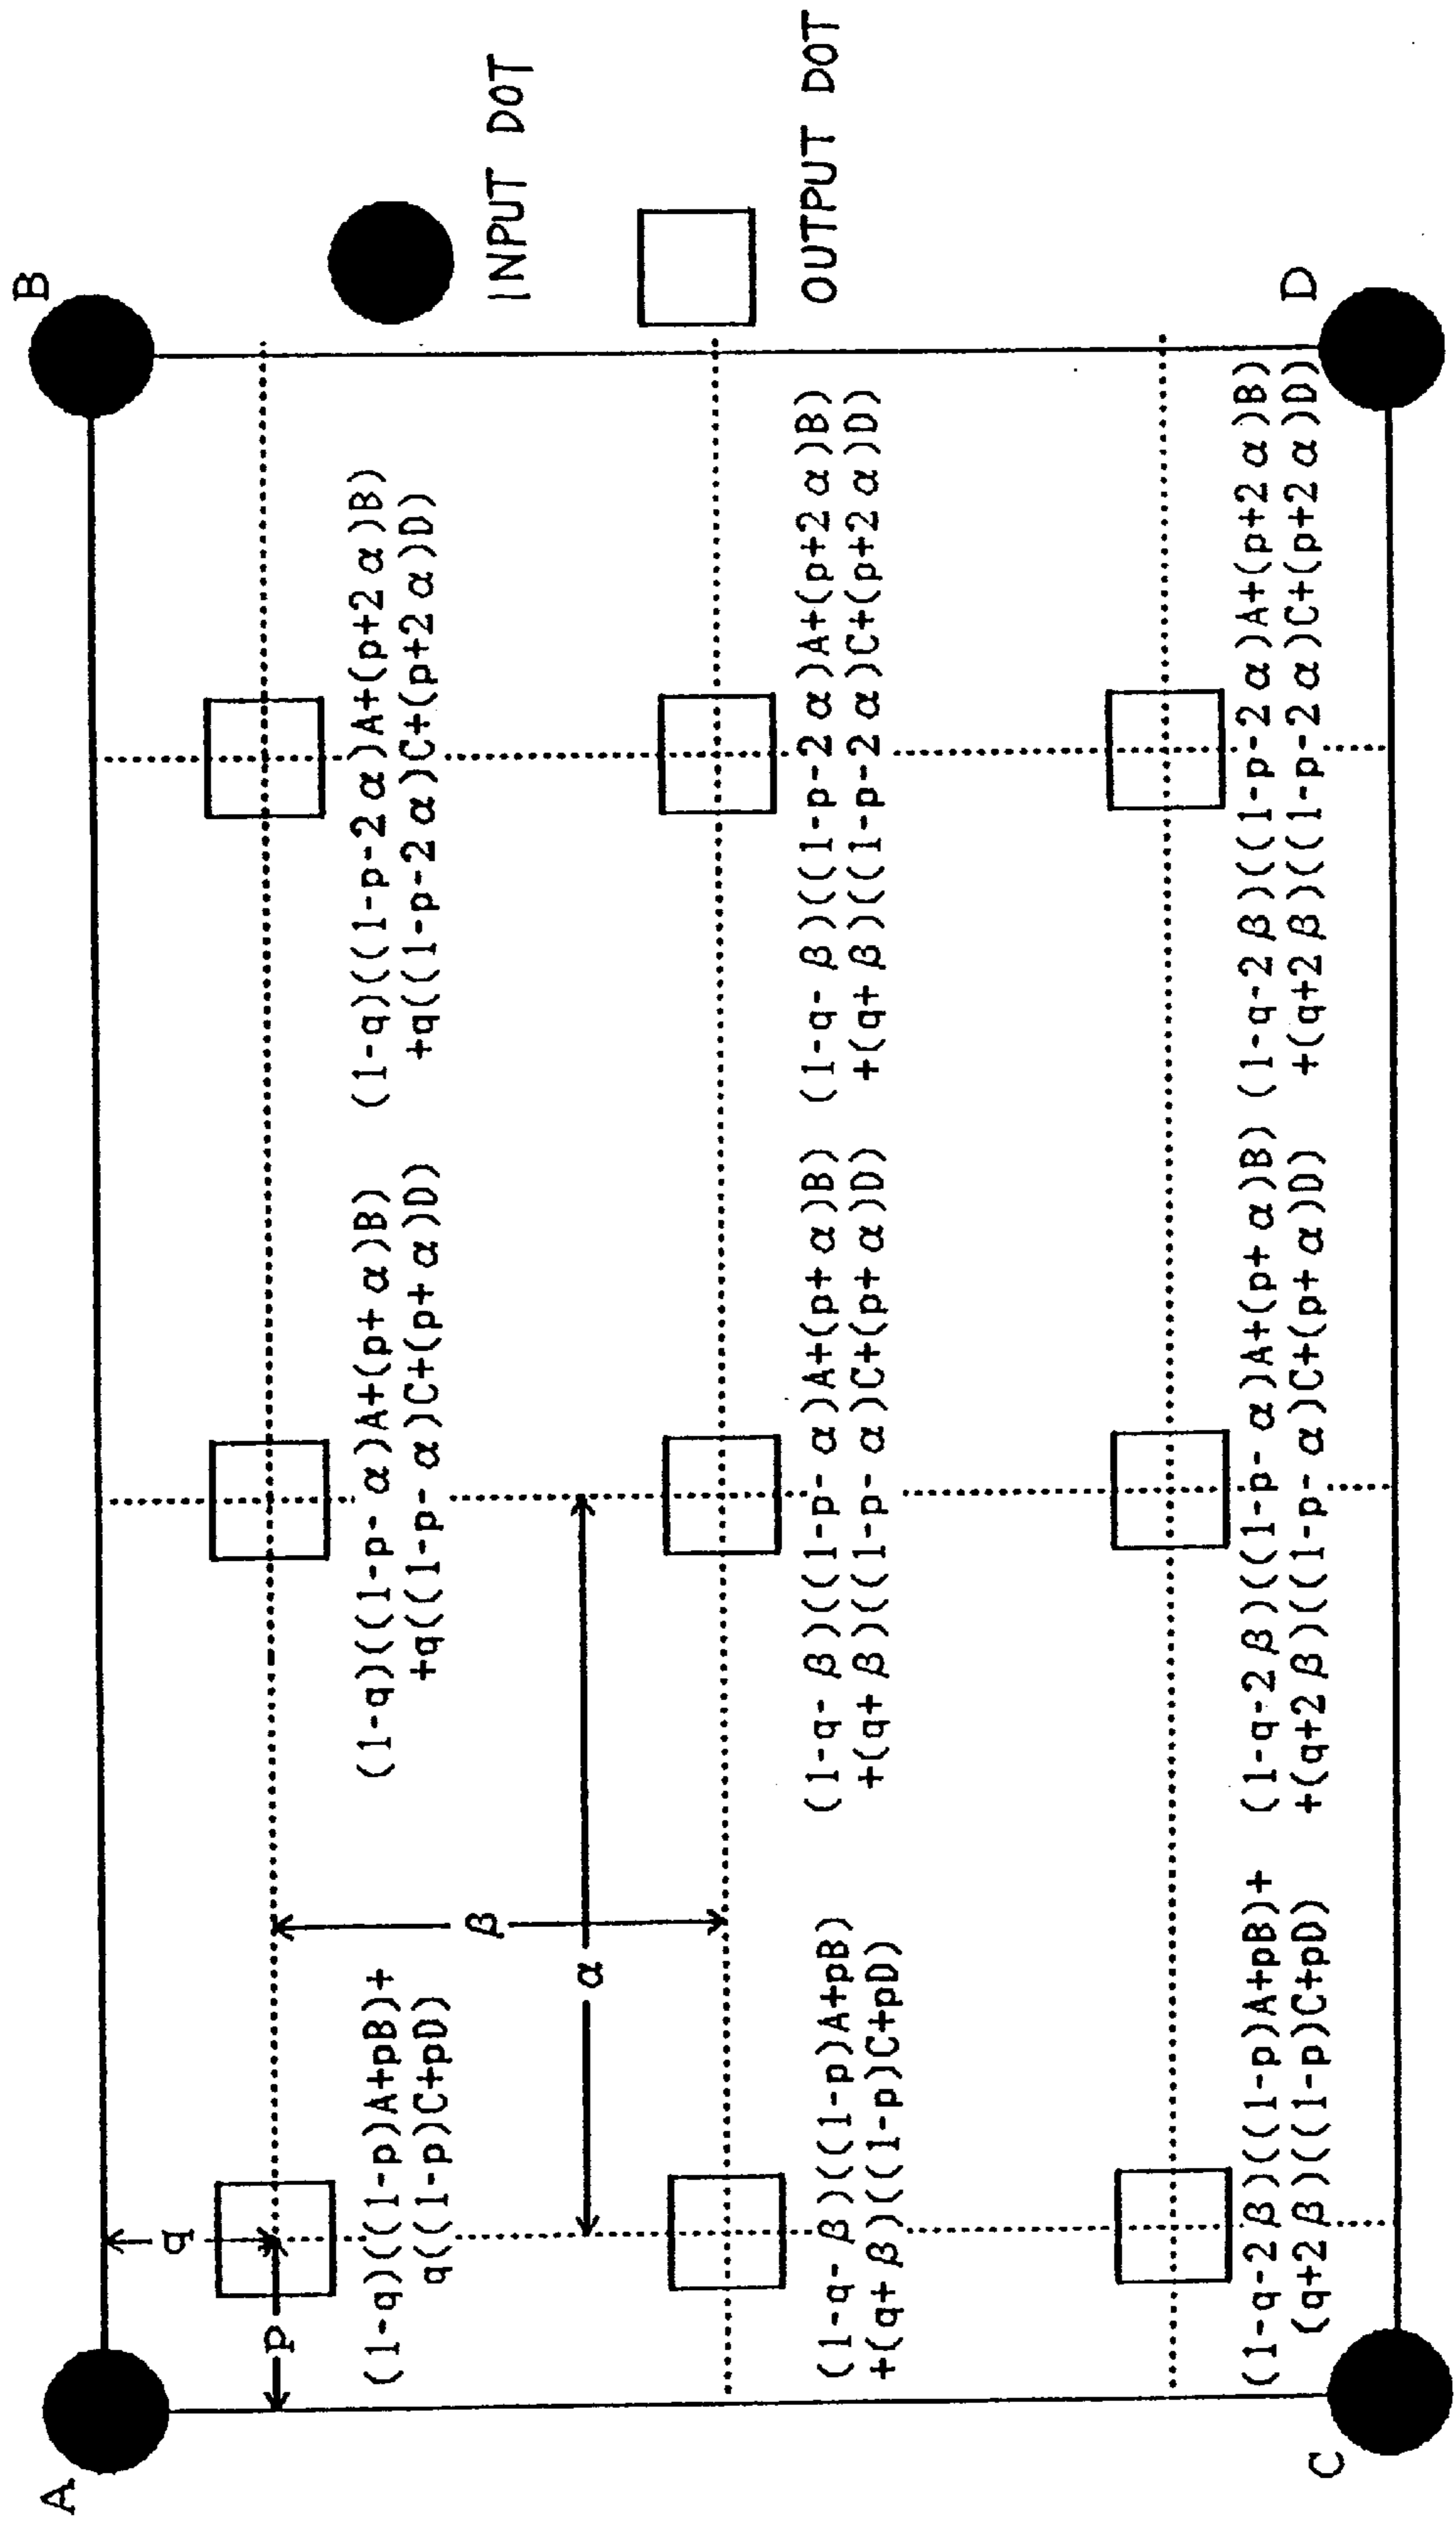 A
B
q
p
(1-q)((1-p)A+pB)+
q((1-p)C+pD)
(1-q)((1-p-α)A+(p+α)B)
+q((1-p-α)C+(p+α)D)
(1-q)((1-p-2α)A+(p+2α)B)
+q((1-p-2α)C+(p+2α)D)
INPUT DOT
β
α
(1-q-β)((1-p)A+pB)
+(q+β)((1-p)C+pD)
(1-q-β)((1-p-α)A+(p+α)B)
+(q+β)((1-p-α)C+(p+α)D)
(1-q-β)((1-p-2α)A+(p+2α)B)
+(q+β)((1-p-2α)C+(p+2α)D)
OUTPUT DOT
(1-q-2β)((1-p)A+pB)+
(q+2β)((1-p)C+pD)
(1-q-2β)((1-p-α)A+(p+α)B)
+(q+2β)((1-p-α)C+(p+α)D)
(1-q-2β)((1-p-2α)A+(p+2α)B)
+(q+2β)((1-p-2α)C+(p+2α)D)
C
D